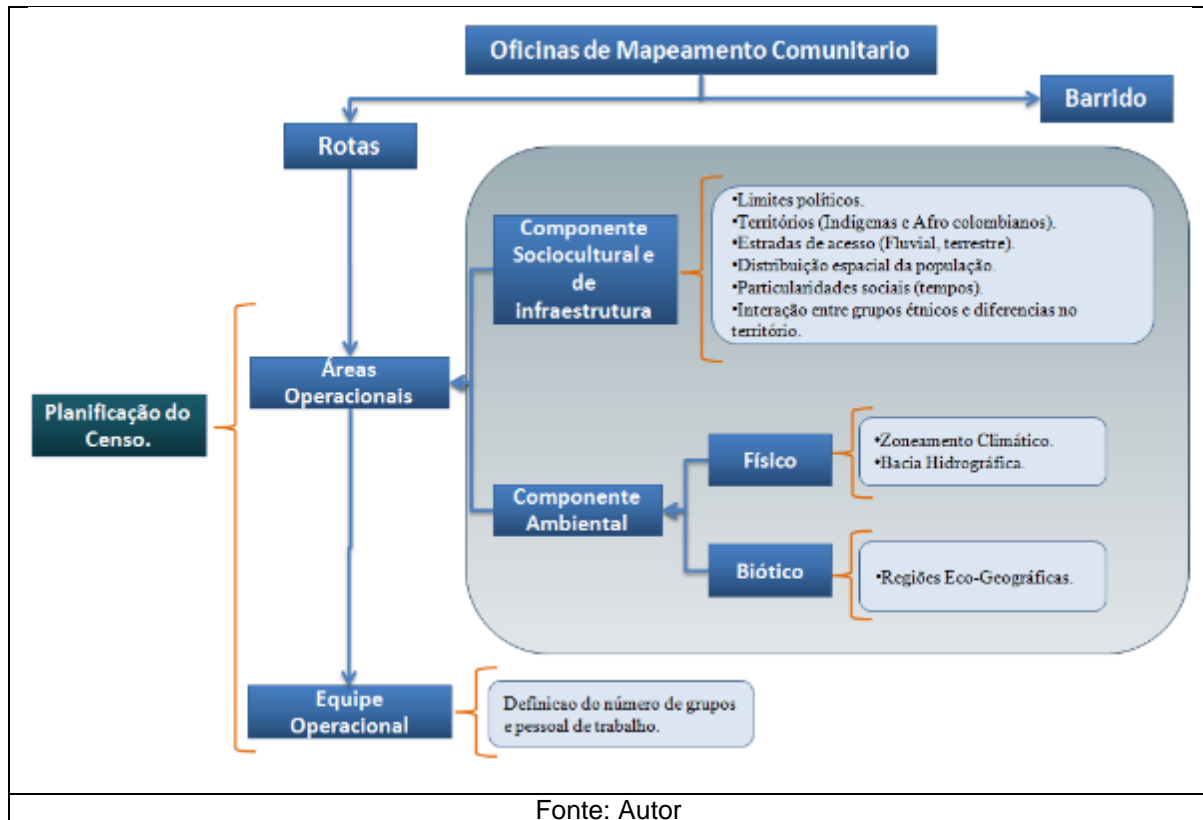 Oficinas de Mapeamento Comunitario
Barrido
Rotas
Componente
Sociocultural e
de
infraestrutura
•Limites políticos.
•Territórios (Indígenas e Afro colombianos).
•Estradas de acesso (Fluvial, terrestre).
•Distribuição espacial da população.
•Particularidades sociais (tempos).
•Interação entre grupos étnicos e diferencias no
território.
Áreas
Operacionais
Planificação do
Censo.
Físico
•Zoneamento Climático.
•Bacia Hidrográfica.
Componente
Ambiental
Biótico
•Regiões Eco-Geográficas.
Equipe
Operacional
Definicao do número de grupos
e pessoal de trabalho.
Fonte: Autor